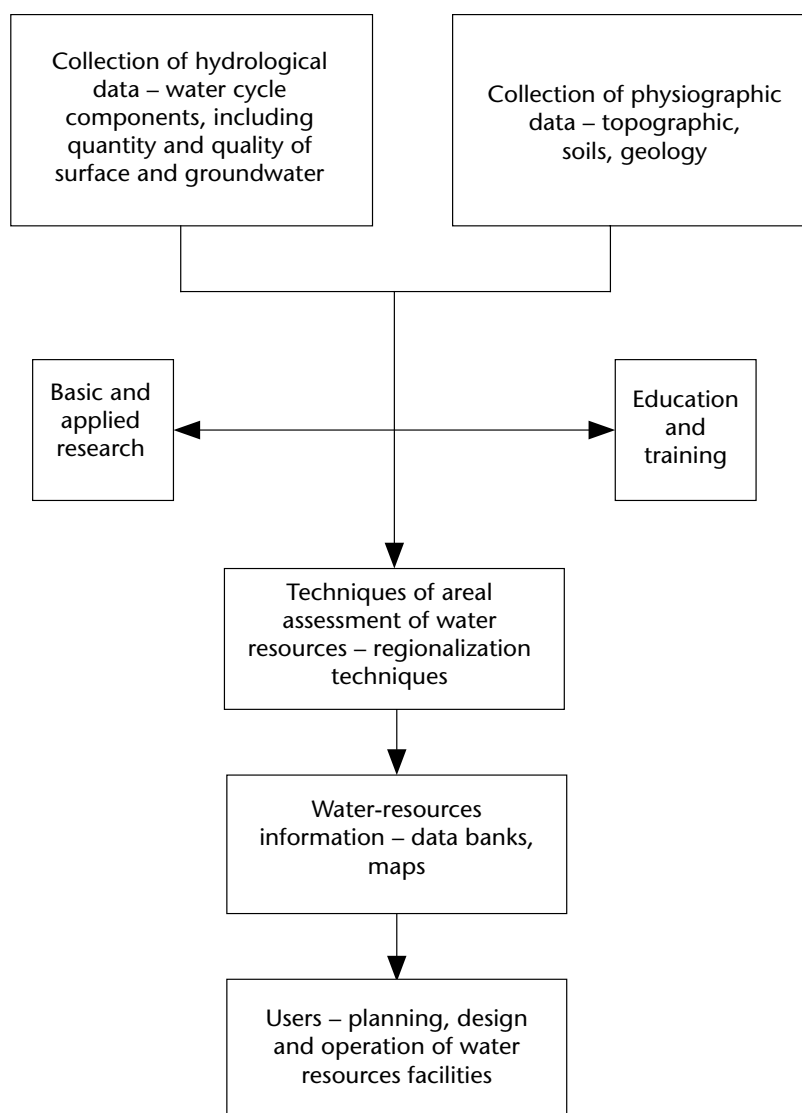 Collection of hydrological
data – water cycle
components, including
quantity and quality of
surface and groundwater
Collection of physiographic
data – topographic,
soils, geology
Basic and
applied
research
Education
and
training
Techniques of areal
assessment of water
resources – regionalization
techniques
Water-resources
information – data banks,
maps
Users – planning, design
and operation of water
resources facilities